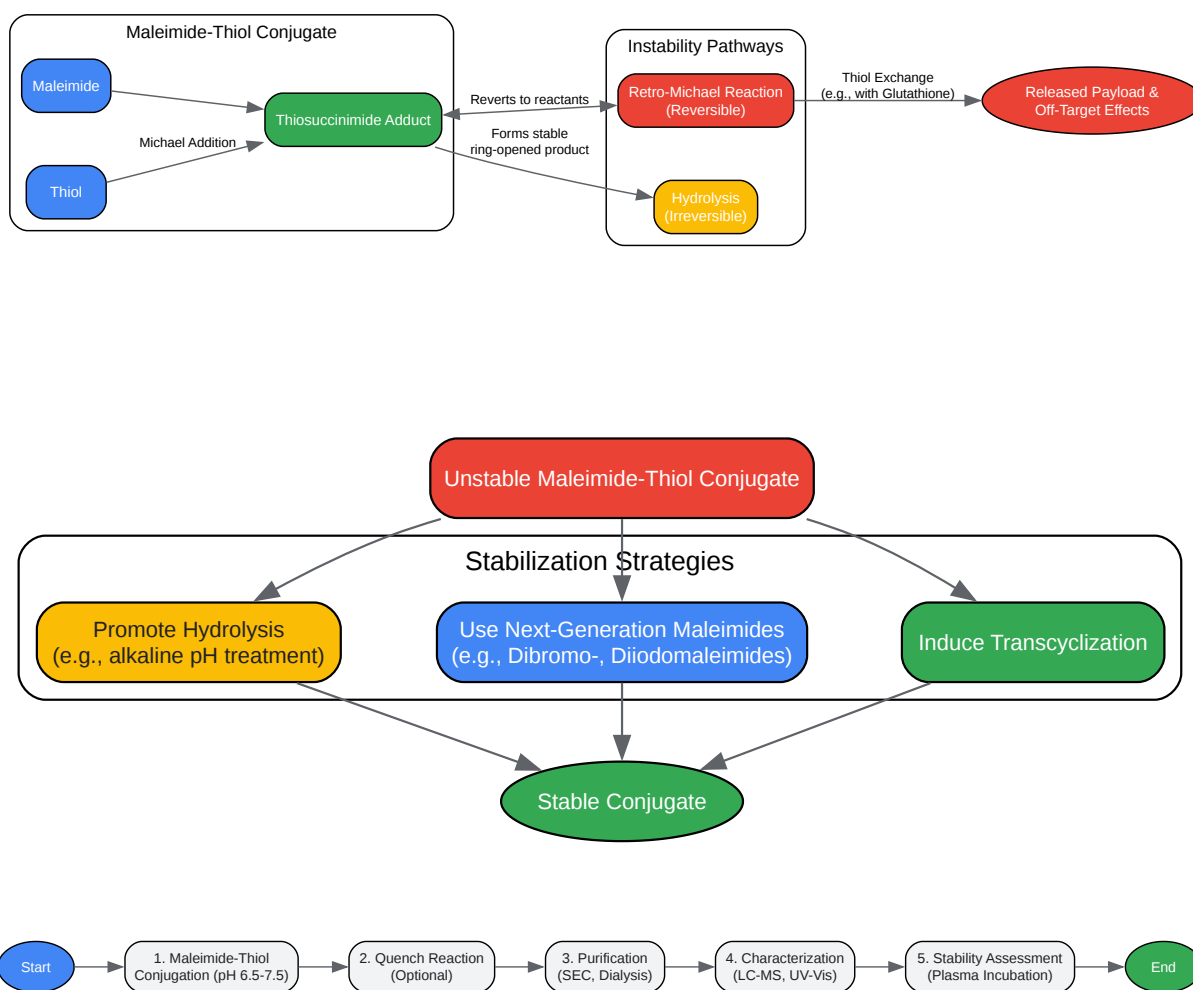 Maleimide-Thiol Conjugate
Maleimide
Thiol
Michael Addition
Thiosuccinimide Adduct
Reverts to reactants
Forms stable
ring-opened product
Instability Pathways
Retro-Michael Reaction
(Reversible)
Hydrolysis
(Irreversible)
Thiol Exchange
(e.g., with Glutathione)
Released Payload &
Off-Target Effects
Unstable Maleimide-Thiol Conjugate
Stabilization Strategies
Promote Hydrolysis
(e.g., alkaline pH treatment)
Use Next-Generation Maleimides
(e.g., Dibromo-, Diiodomaleimides)
Induce Transcyclization
Stable Conjugate
Start
1. Maleimide-Thiol
Conjugation (pH 6.5-7.5)
2. Quench Reaction
(Optional)
3. Purification
(SEC, Dialysis)
4. Characterization
(LC-MS, UV-Vis)
5. Stability Assessment
(Plasma Incubation)
End